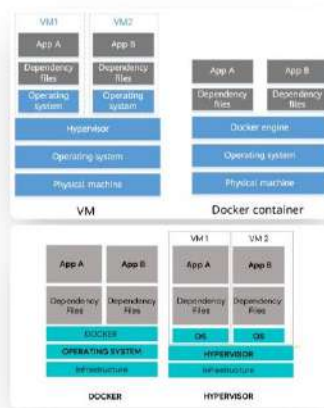 VM1 VM2
App A App B
Dependency files Dependency files
Operating system Operating system
Hypervisor
Operating system
Physical machine
VM
App A App B
Dependency files Dependency files
Docker engine
Operating system
Physical machine
Docker container
App A App B
Dependency Files Dependency Files
DOCKER
OPERATING SYSTEM
Infrastructure
DOCKER
VM 1 VM 2
App A App B
Dependency Files Dependency Files
OS OS
HYPERVISOR
Infrastructure
HYPERVISOR